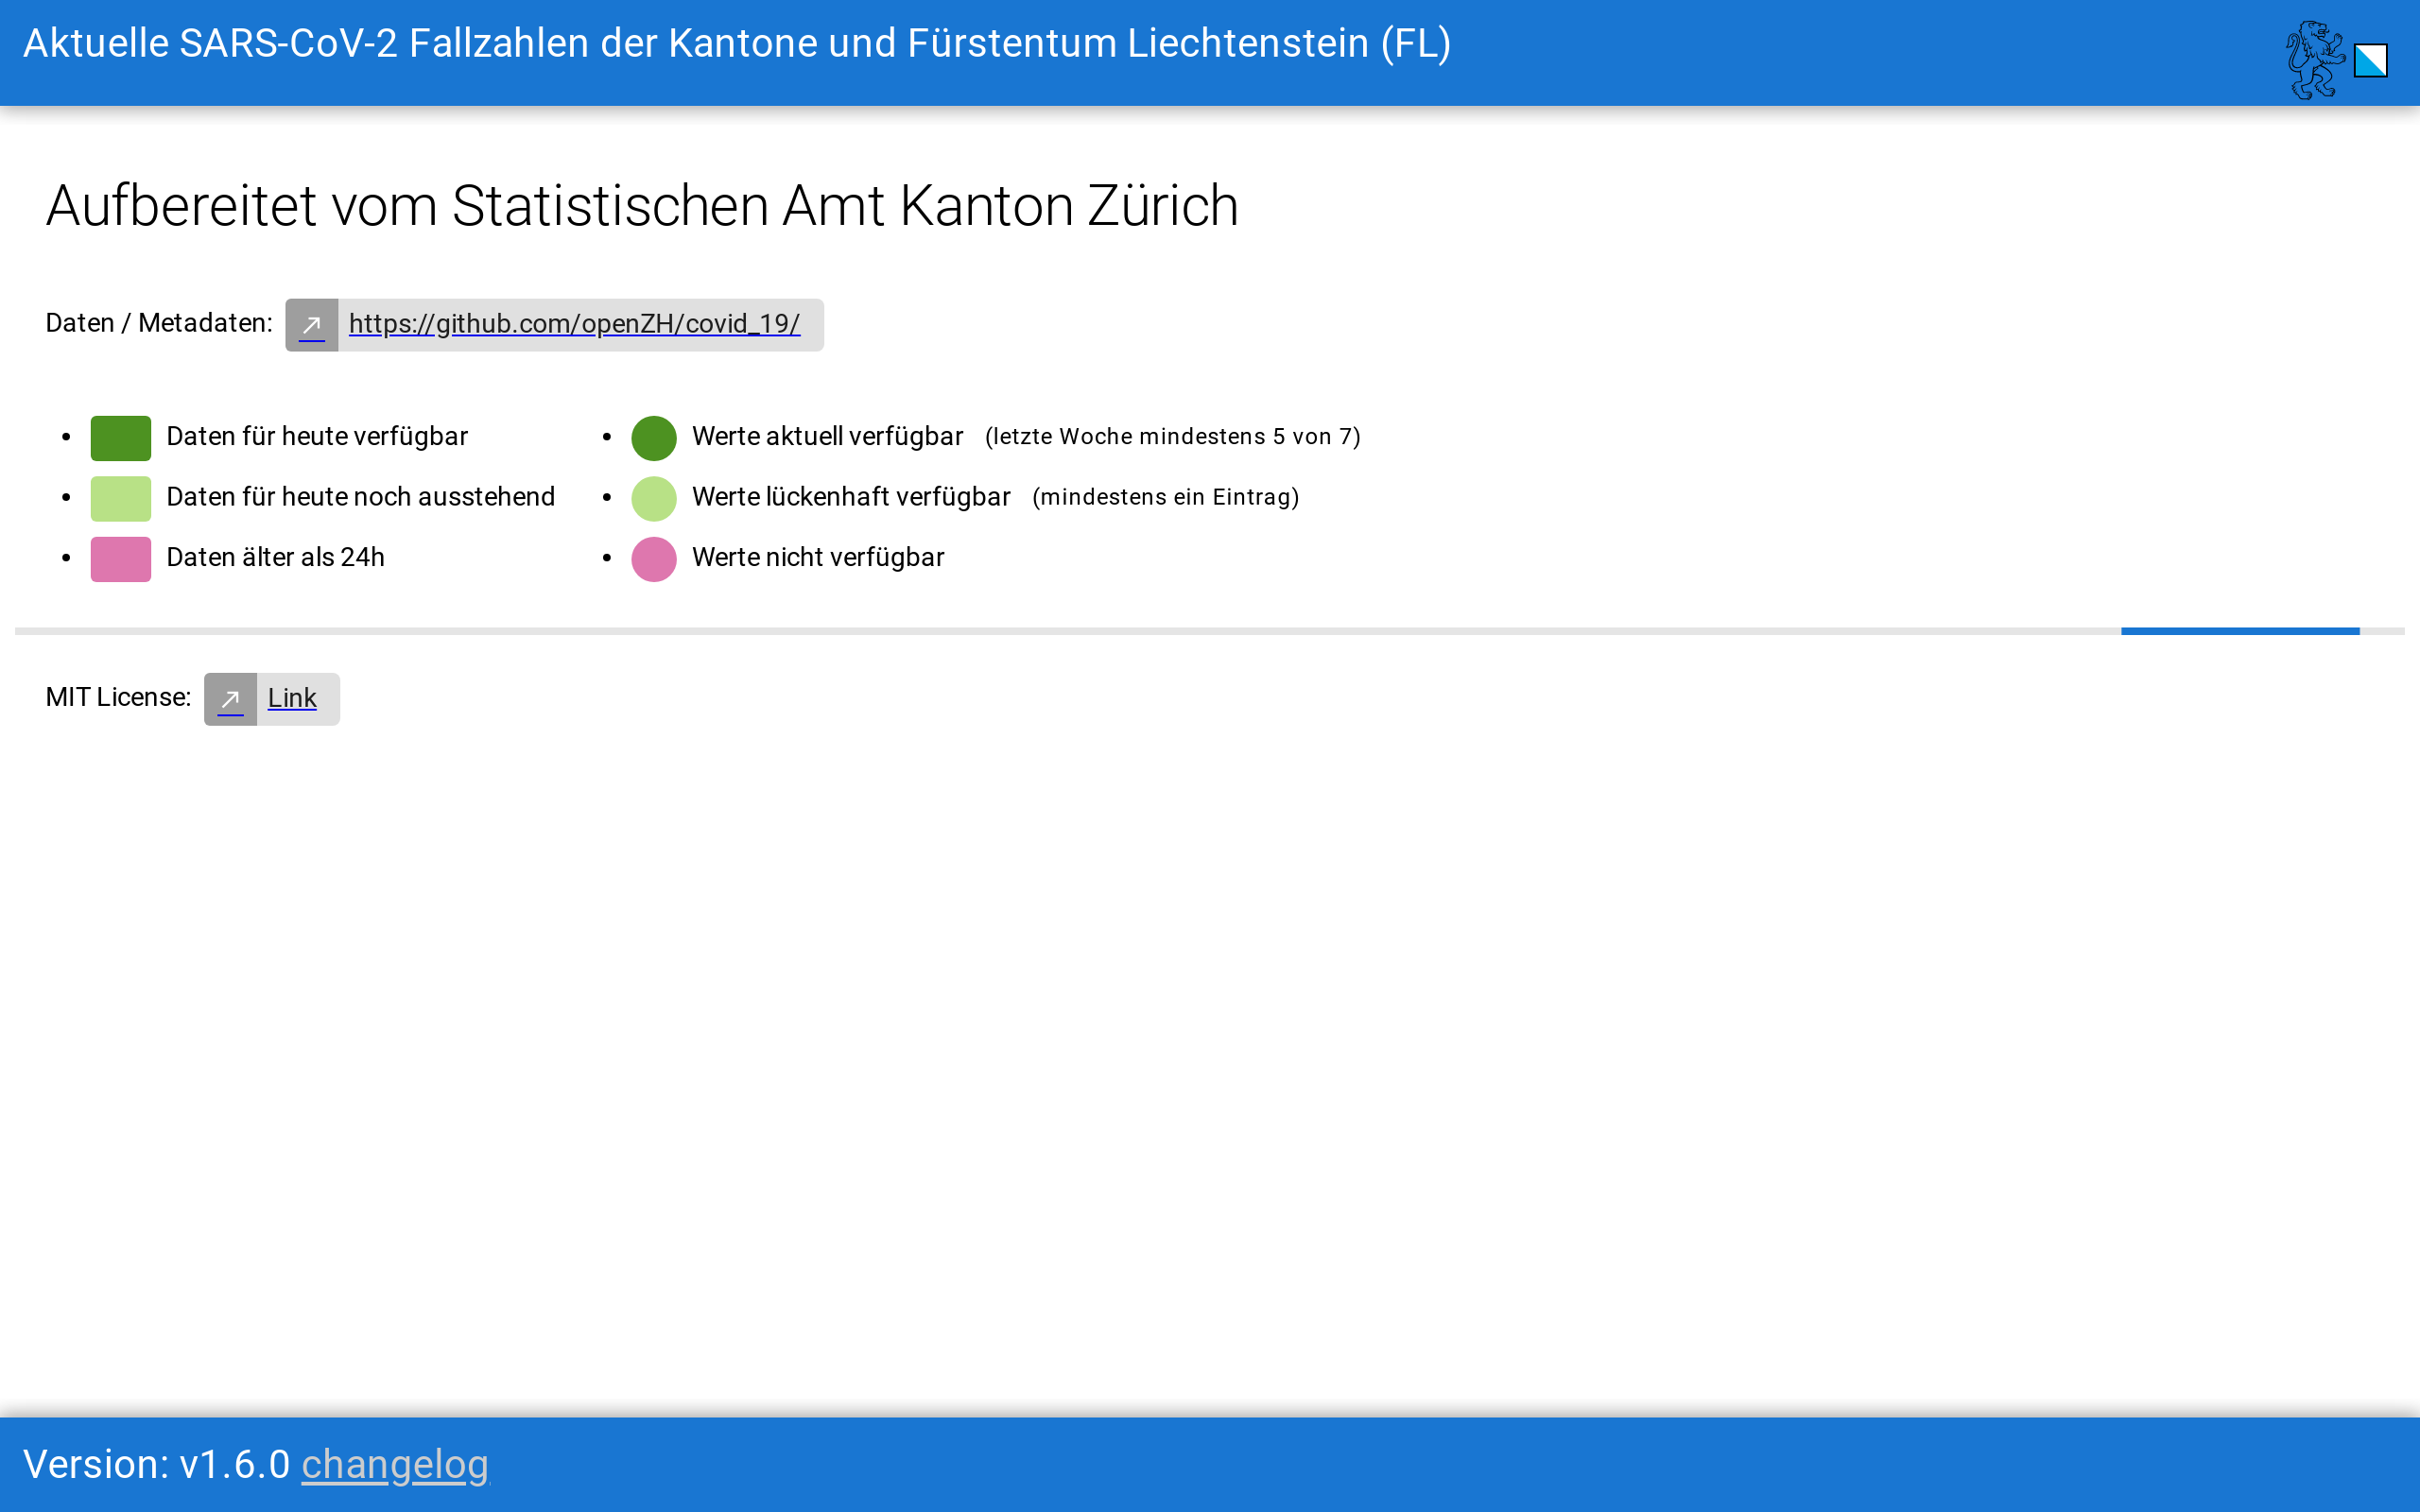 Aktuelle SARS-CoV-2 Fallzahlen der Kantone und Fürstentum Liechtenstein (FL)
Aufbereitet vom Statistischen Amt Kanton Zürich
Daten / Metadaten: https://github.com/openZH/covid_19/
Daten für heute verfügbar
Daten für heute noch ausstehend
Daten älter als 24h
Werte aktuell verfügbar (letzte Woche mindestens 5 von 7)
Werte lückenhaft verfügbar (mindestens ein Eintrag)
Werte nicht verfügbar
MIT License: Link
Version: v1.6.0 changelog